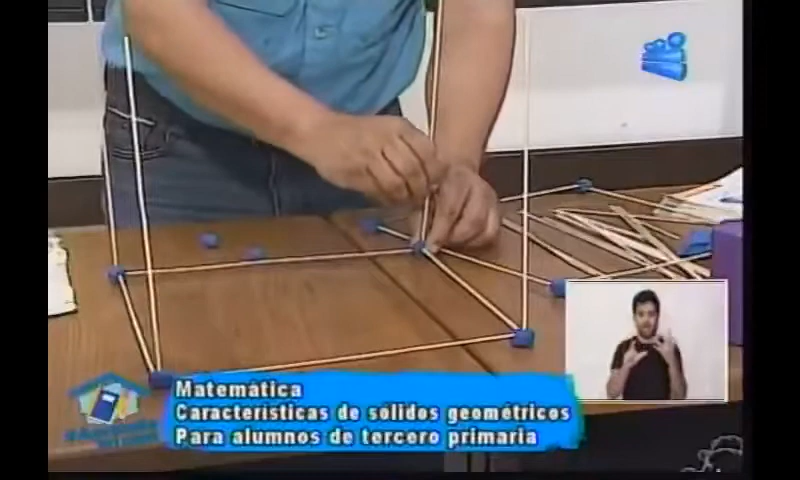 Matemática
Características de sólidos geométricos
Para alumnos de tercero primaria